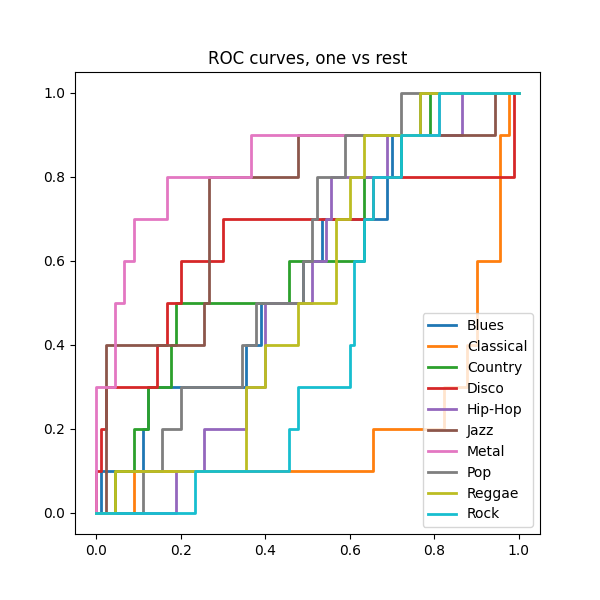 ROC curves, one vs rest
1.0
0.8
0.6
0.4
0.2
0.0
Blues
Classical
Country
Disco
Hip-Hop
Jazz
Metal
Pop
Reggae
Rock
0.0 0.2 0.4 0.6 0.8 1.0